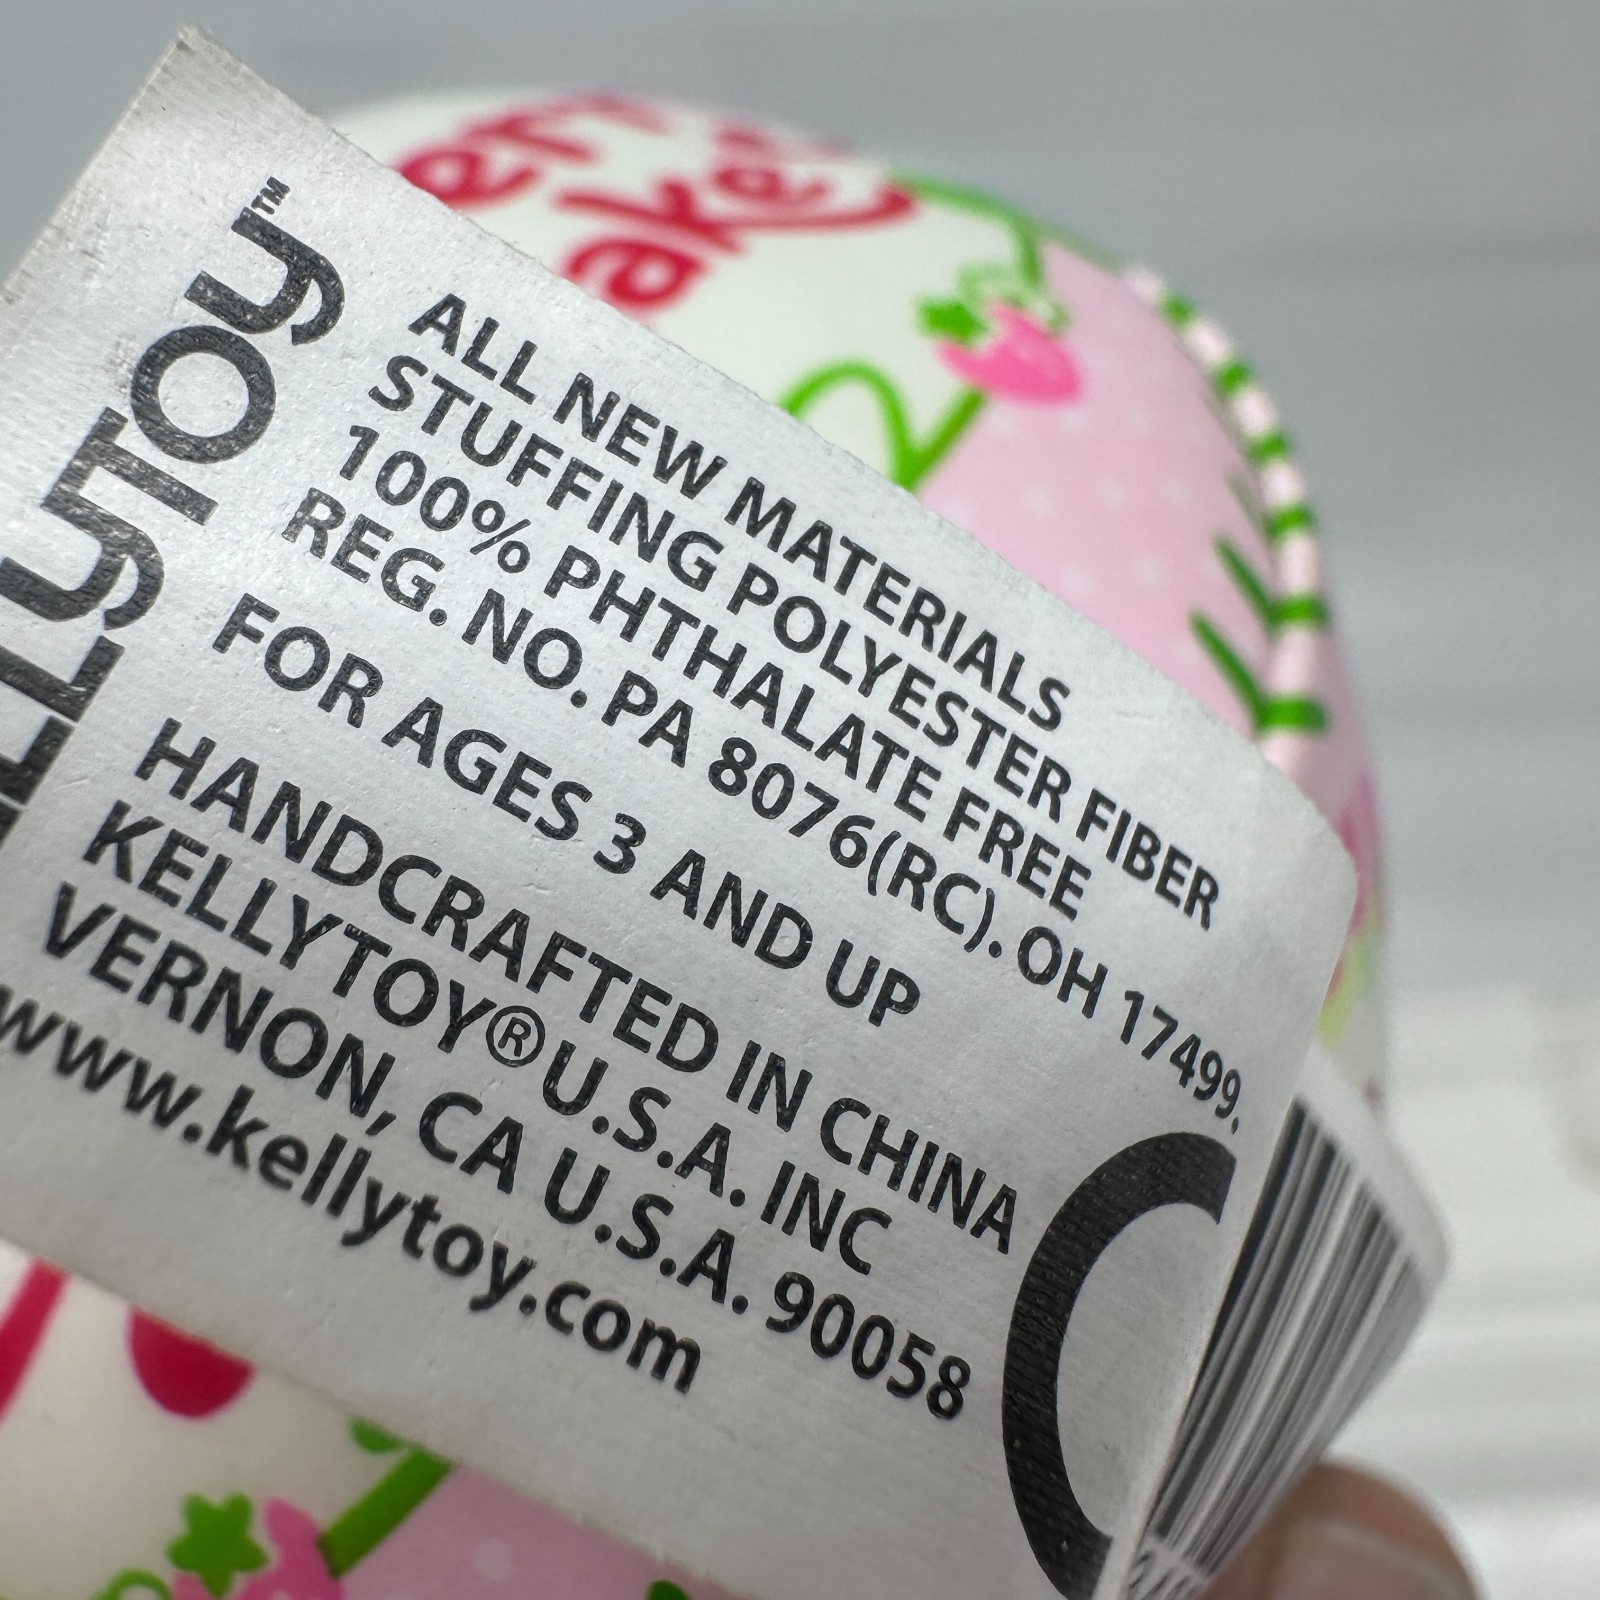 ALL NEW MATERIALS
STUFFING POLYESTER FIBER
100% PHTHALATE FREE
REG. NO. PA 8076(RC). OH 17499.
FOR AGES 3 AND UP
HANDCRAFTED IN CHINA
KELLYTOY® U.S.A. INC
VERNON, CA U.S.A. 90058
www.kellytoy.com